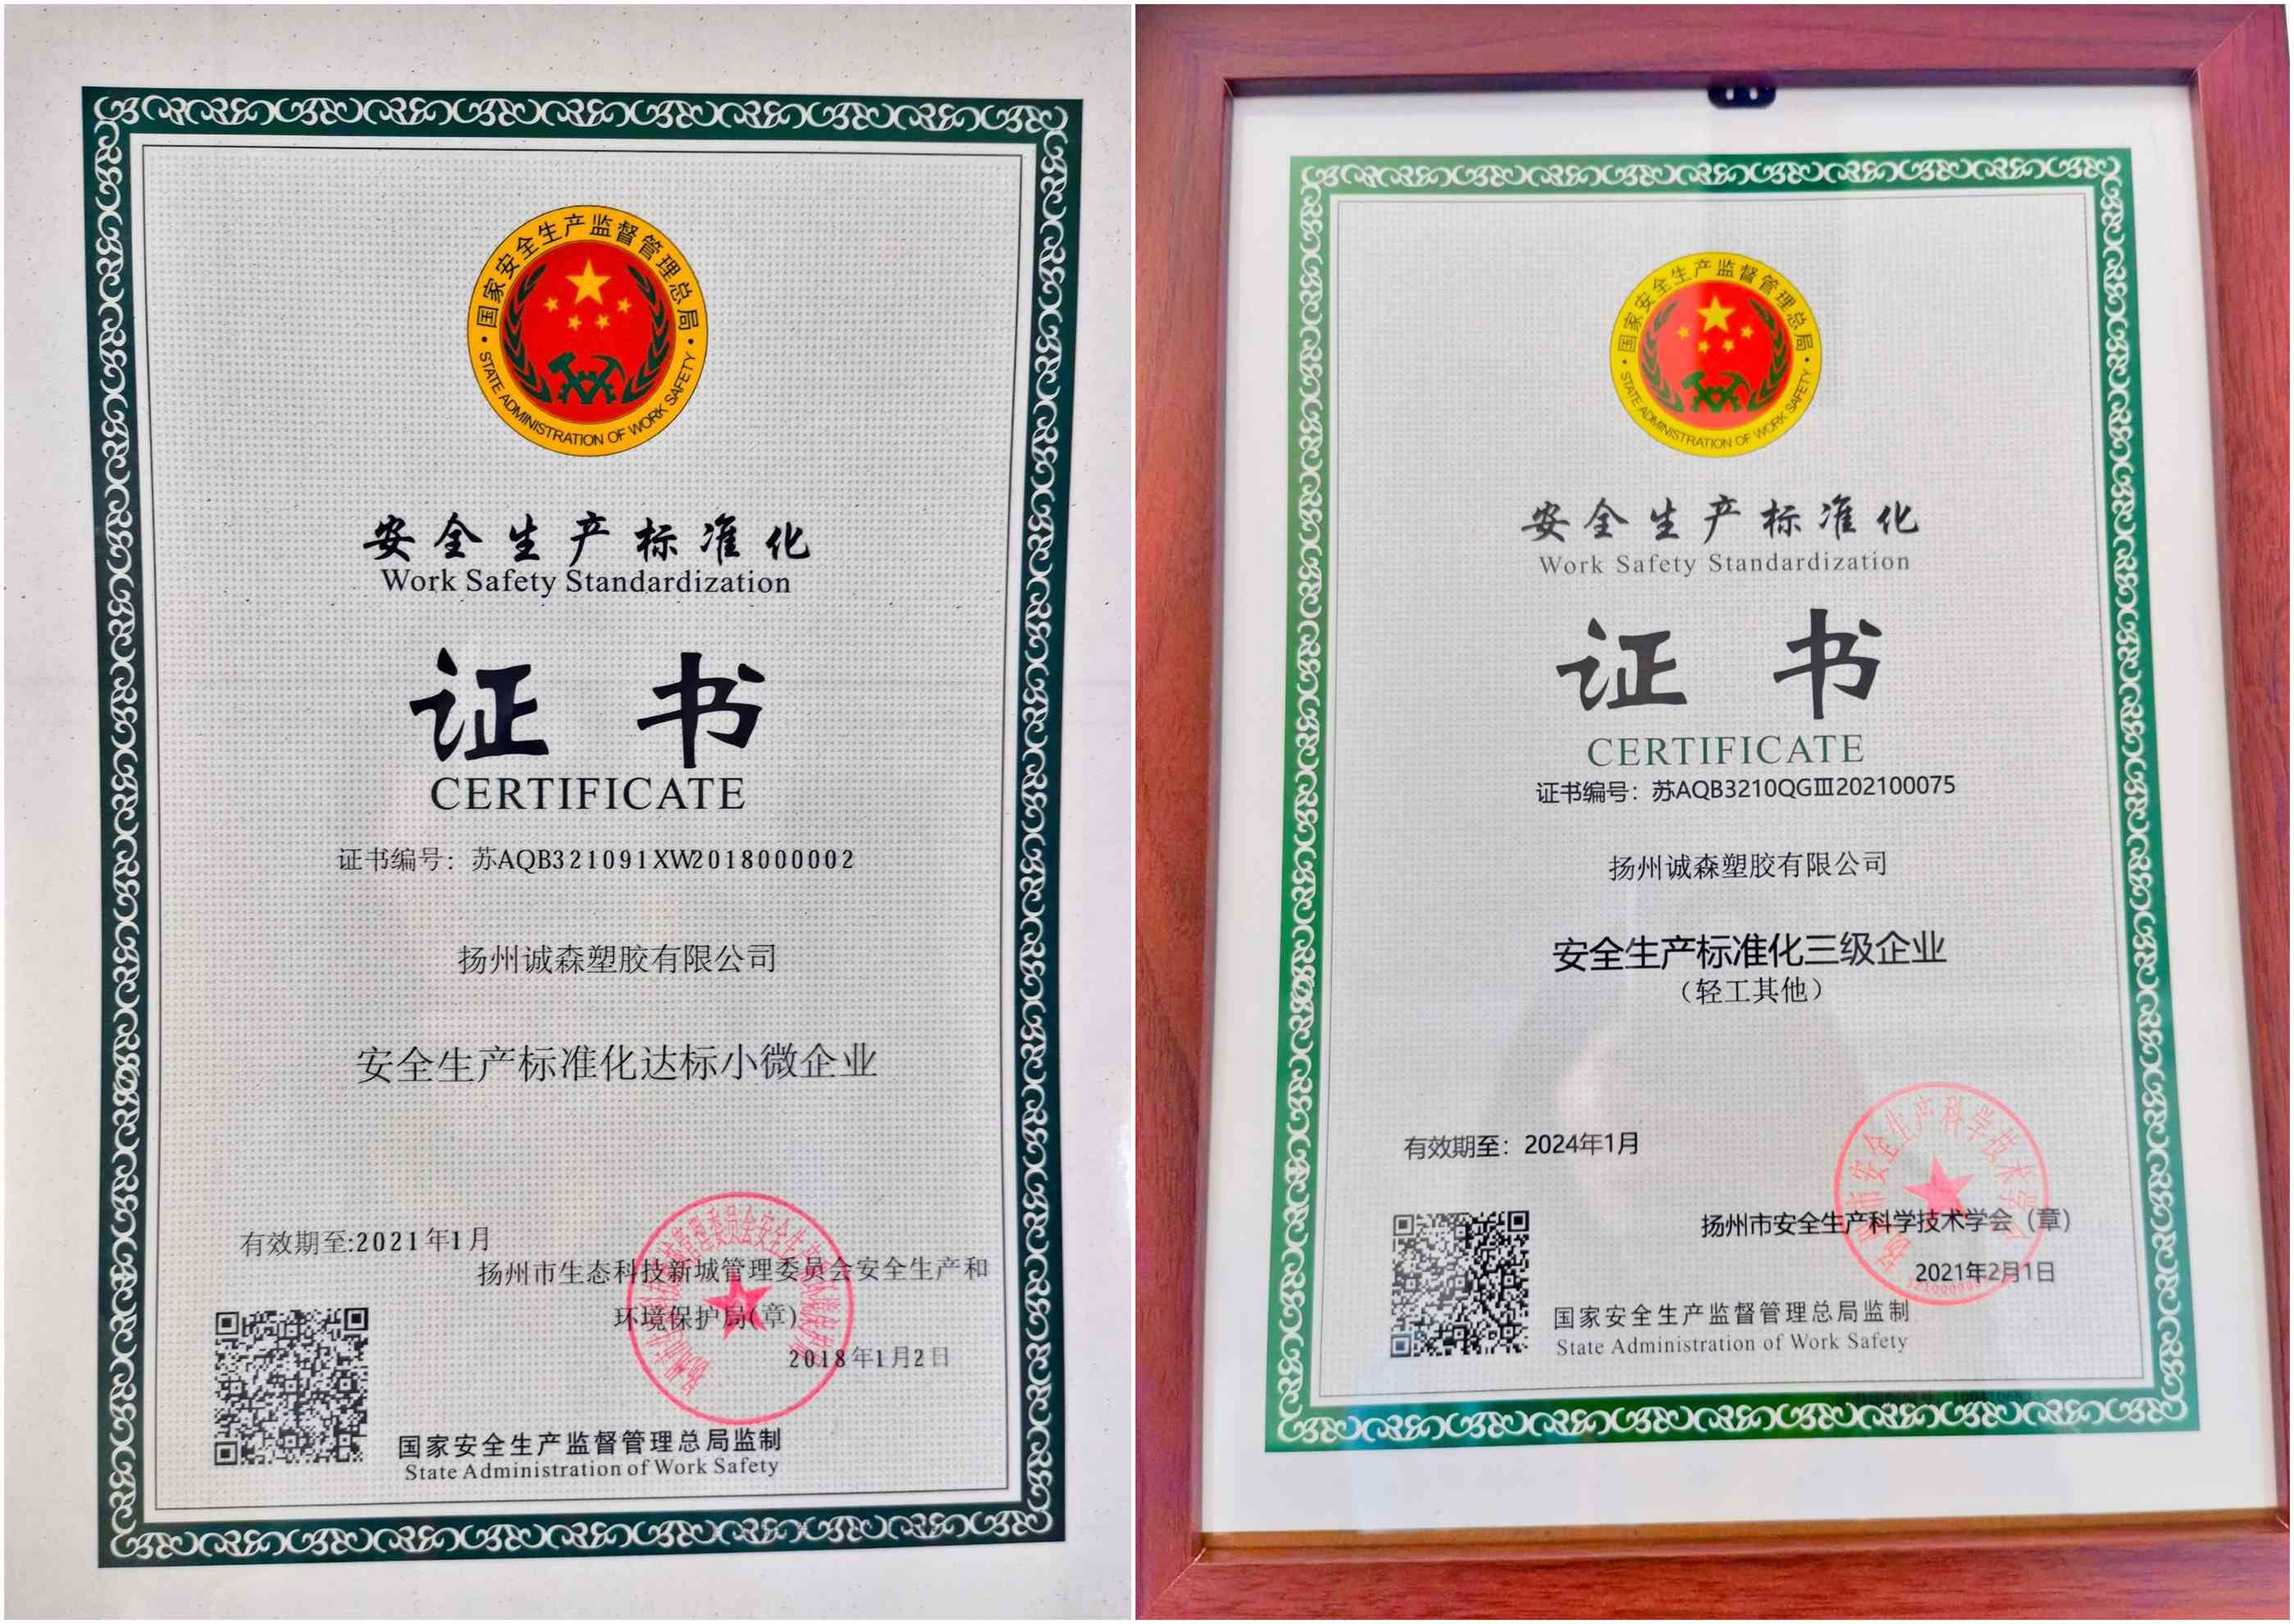 国家安全生产监督管理总局
STATE ADMINISTRATION OF WORK SAFETY
安全生产标准化
Work Safety Standardization
证 书
CERTIFICATE
证书编号：苏AQB321091XW2018000002
扬州诚森塑胶有限公司
安全生产标准化达标小微企业
有效期至:2021年1月
扬州市生态科技新城管理委员会安全生产和
环境保护局(章)
2018年1月2日
国家安全生产监督管理总局监制
State Administration of Work Safety
国家安全生产监督管理总局
STATE ADMINISTRATION OF WORK SAFETY
安全生产标准化
Work Safety Standardization
证 书
CERTIFICATE
证书编号：苏AQB3210QGⅢ202100075
扬州诚森塑胶有限公司
安全生产标准化三级企业
（轻工其他）
有效期至：2024年1月
扬州市安全生产科学技术学会
扬州市安全生产科学技术学会（章）
2021年2月1日
国家安全生产监督管理总局监制
State Administration of Work Safety